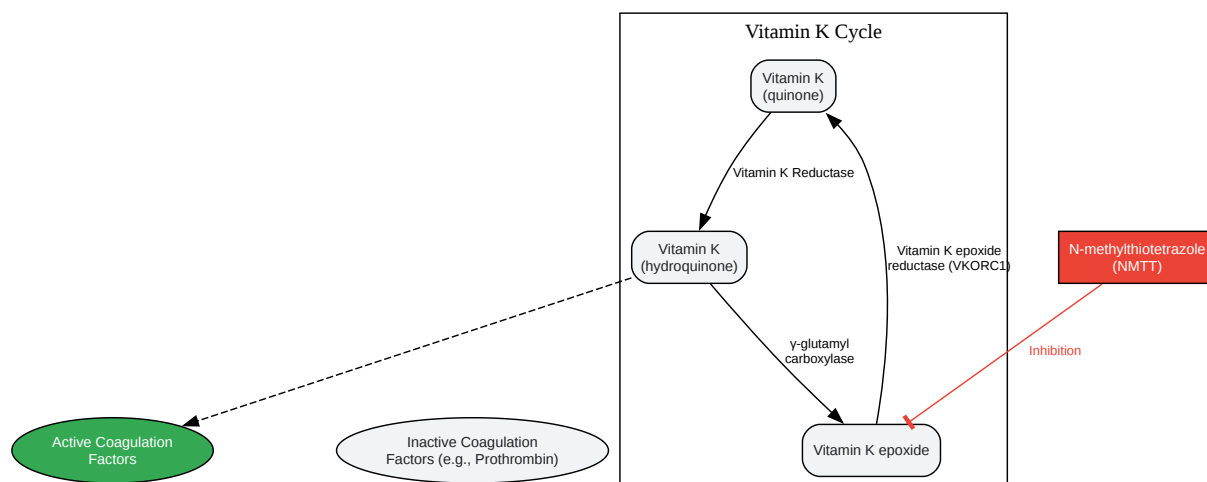 Vitamin K Cycle
Vitamin K
(quinone)
Vitamin K Reductase
Vitamin K
(hydroquinone)
Vitamin K epoxide
reductase (VKORC1)
N-methylthiotetrazole
(NMTT)
γ-glutamyl
carboxylase
Inhibition
Active Coagulation
Factors
Inactive Coagulation
Factors (e.g., Prothrombin)
Vitamin K epoxide